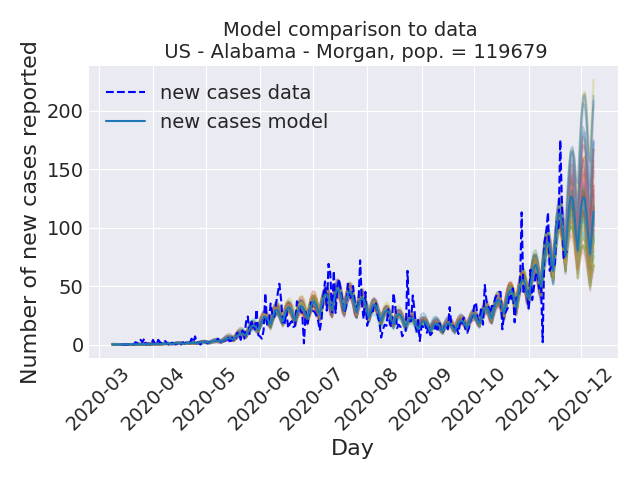 Model comparison to data
US - Alabama - Morgan, pop. = 119679
Number of new cases reported
200
150
100
50
0
new cases data
new cases model
2020-03
2020-04
2020-05
2020-06
2020-07
2020-08
2020-09
2020-10
2020-11
2020-12
Day